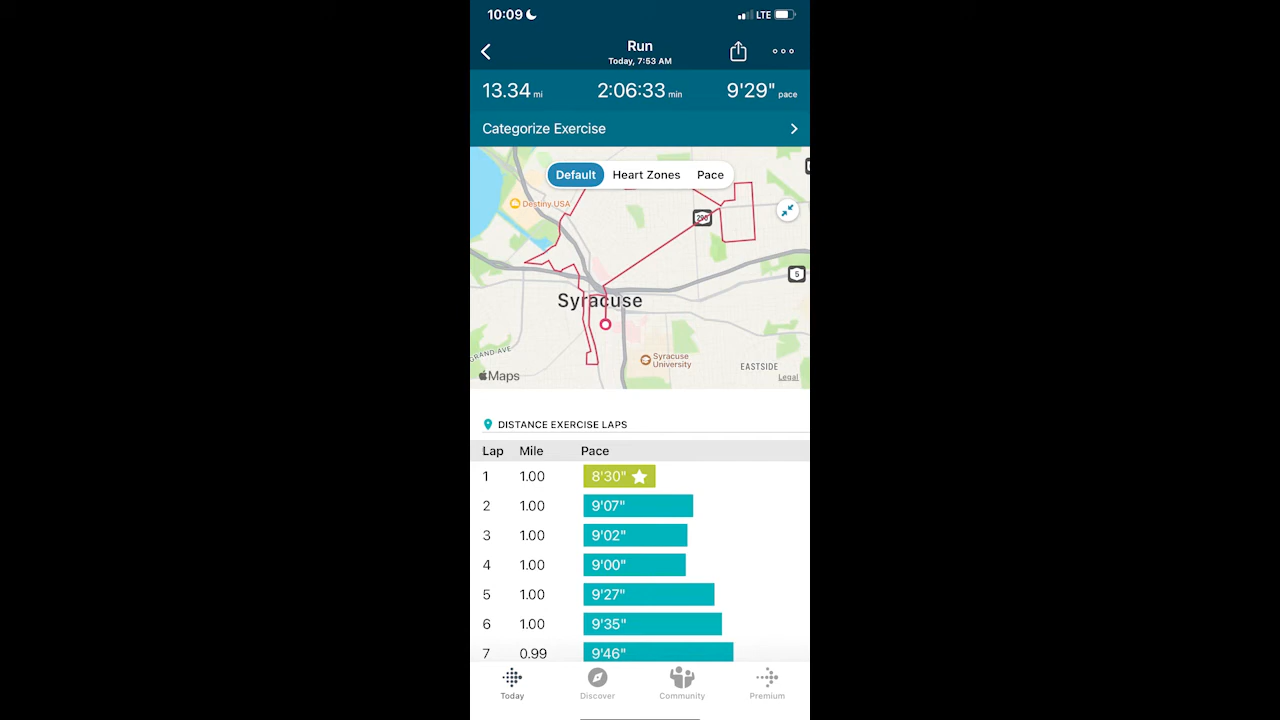 10:09 LTE
Run
Today, 7:53 AM
13.34 mi 2:06:33 min 9'29" pace
Categorize Exercise
Default Heart Zones Pace
Destiny USA
290
5
Syracuse
GRAND AVE
Syracuse
University
EASTSIDE
Maps
Legal
DISTANCE EXERCISE LAPS
Lap Mile Pace
1 1.00 8'30"
2 1.00 9'07"
3 1.00 9'02"
4 1.00 9'00"
5 1.00 9'27"
6 1.00 9'35"
7 0.99 9'46"
Today Discover Community Premium